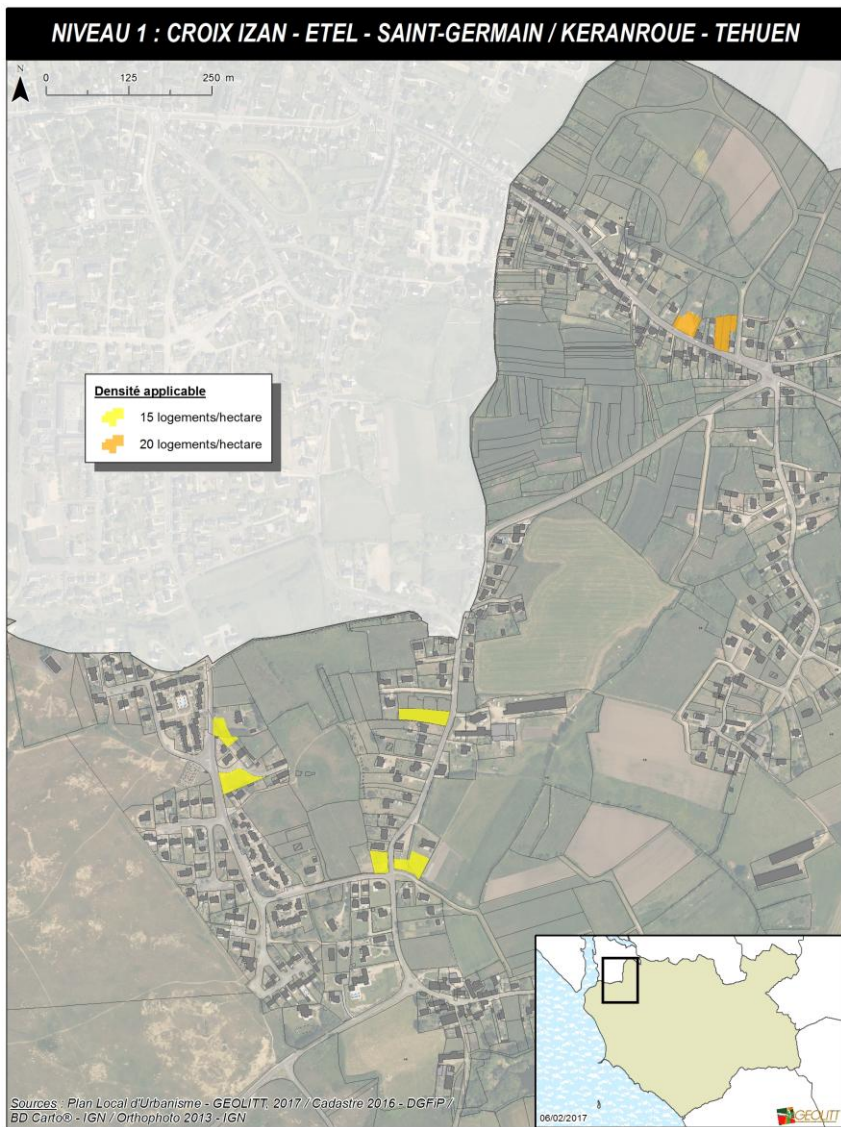 NIVEAU 1 : CROIX IZAN - ETEL - SAINT-GERMAIN / KERANROUE - TEHUEN
N
0 125 250 m
Densité applicable
15 logements/hectare
20 logements/hectare
Sources : Plan Local d'Urbanisme - GEOLITT, 2017 / Cadastre 2016 - DGFiP /
BD Carto® - IGN / Orthophoto 2013 - IGN
06/02/2017
GEOLITT